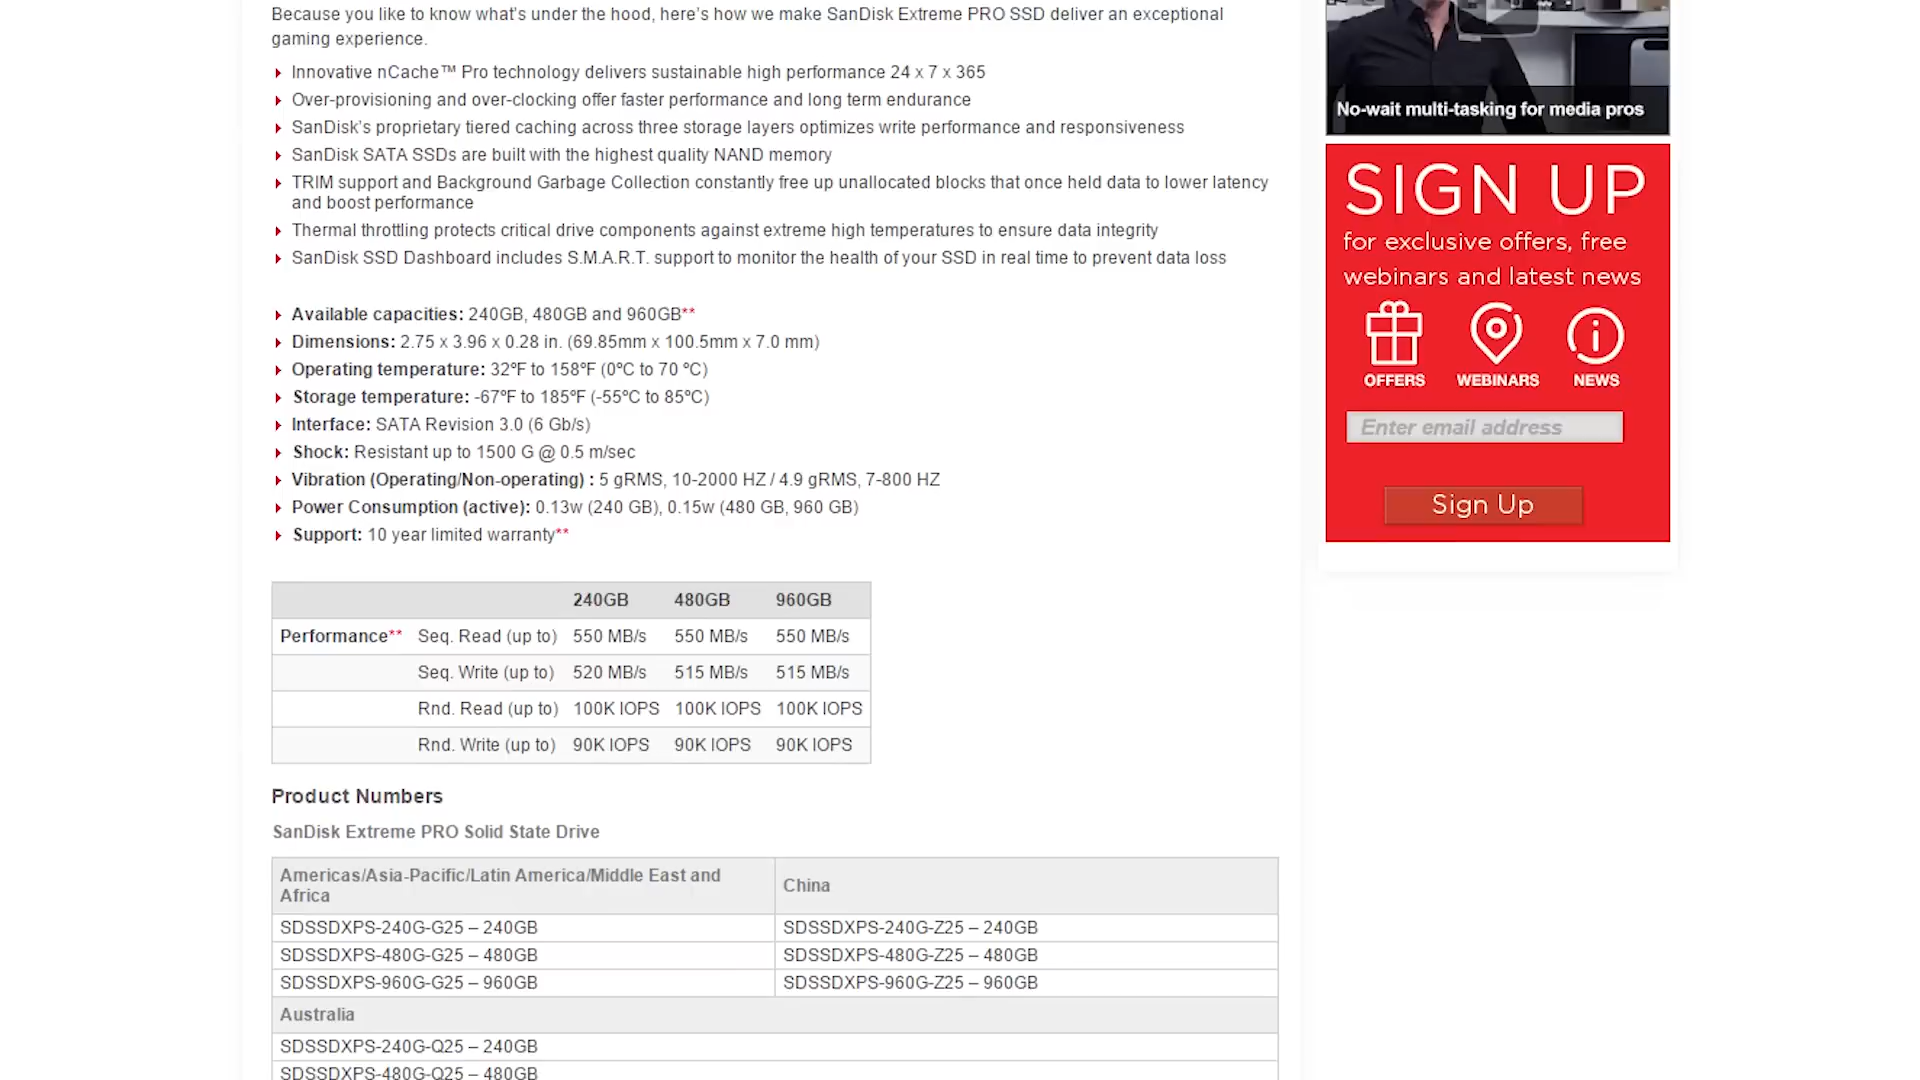 Because you like to know what's under the hood, here's how we make SanDisk Extreme PRO SSD deliver an exceptional
gaming experience.
Innovative nCache™ Pro technology delivers sustainable high performance 24 x 7 x 365
Over-provisioning and over-clocking offer faster performance and long term endurance
SanDisk's proprietary tiered caching across three storage layers optimizes write performance and responsiveness
SanDisk SATA SSDs are built with the highest quality NAND memory
TRIM support and Background Garbage Collection constantly free up unallocated blocks that once held data to lower latency
and boost performance
Thermal throttling protects critical drive components against extreme high temperatures to ensure data integrity
SanDisk SSD Dashboard includes S.M.A.R.T. support to monitor the health of your SSD in real time to prevent data loss
Available capacities: 240GB, 480GB and 960GB**
Dimensions: 2.75 x 3.96 x 0.28 in. (69.85mm x 100.5mm x 7.0 mm)
Operating temperature: 32ºF to 158ºF (0ºC to 70 ºC)
Storage temperature: -67ºF to 185ºF (-55ºC to 85ºC)
Interface: SATA Revision 3.0 (6 Gb/s)
Shock: Resistant up to 1500 G @ 0.5 m/sec
Vibration (Operating/Non-operating) : 5 gRMS, 10-2000 HZ / 4.9 gRMS, 7-800 HZ
Power Consumption (active): 0.13w (240 GB), 0.15w (480 GB, 960 GB)
Support: 10 year limited warranty**
240GB 480GB 960GB
Performance** Seq. Read (up to) 550 MB/s 550 MB/s 550 MB/s
Seq. Write (up to) 520 MB/s 515 MB/s 515 MB/s
Rnd. Read (up to) 100K IOPS 100K IOPS 100K IOPS
Rnd. Write (up to) 90K IOPS 90K IOPS 90K IOPS
Product Numbers
SanDisk Extreme PRO Solid State Drive
Americas/Asia-Pacific/Latin America/Middle East and
Africa
China
SDSSDXPS-240G-G25 – 240GB SDSSDXPS-240G-Z25 – 240GB
SDSSDXPS-480G-G25 – 480GB SDSSDXPS-480G-Z25 – 480GB
SDSSDXPS-960G-G25 – 960GB SDSSDXPS-960G-Z25 – 960GB
Australia
SDSSDXPS-240G-Q25 – 240GB
SDSSDXPS-480G-Q25 – 480GB
No-wait multi-tasking for media pros
SIGN UP
for exclusive offers, free
webinars and latest news
OFFERS WEBINARS NEWS
Enter email address
Sign Up